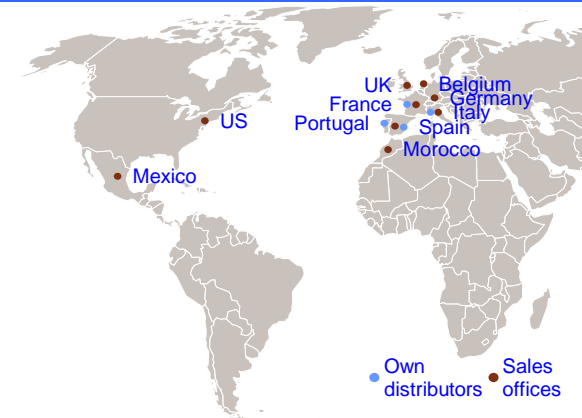 UK
Belgium
Germany
France
Italy
US
Portugal
Spain
Morocco
Mexico
Own
distributors
Sales
offices